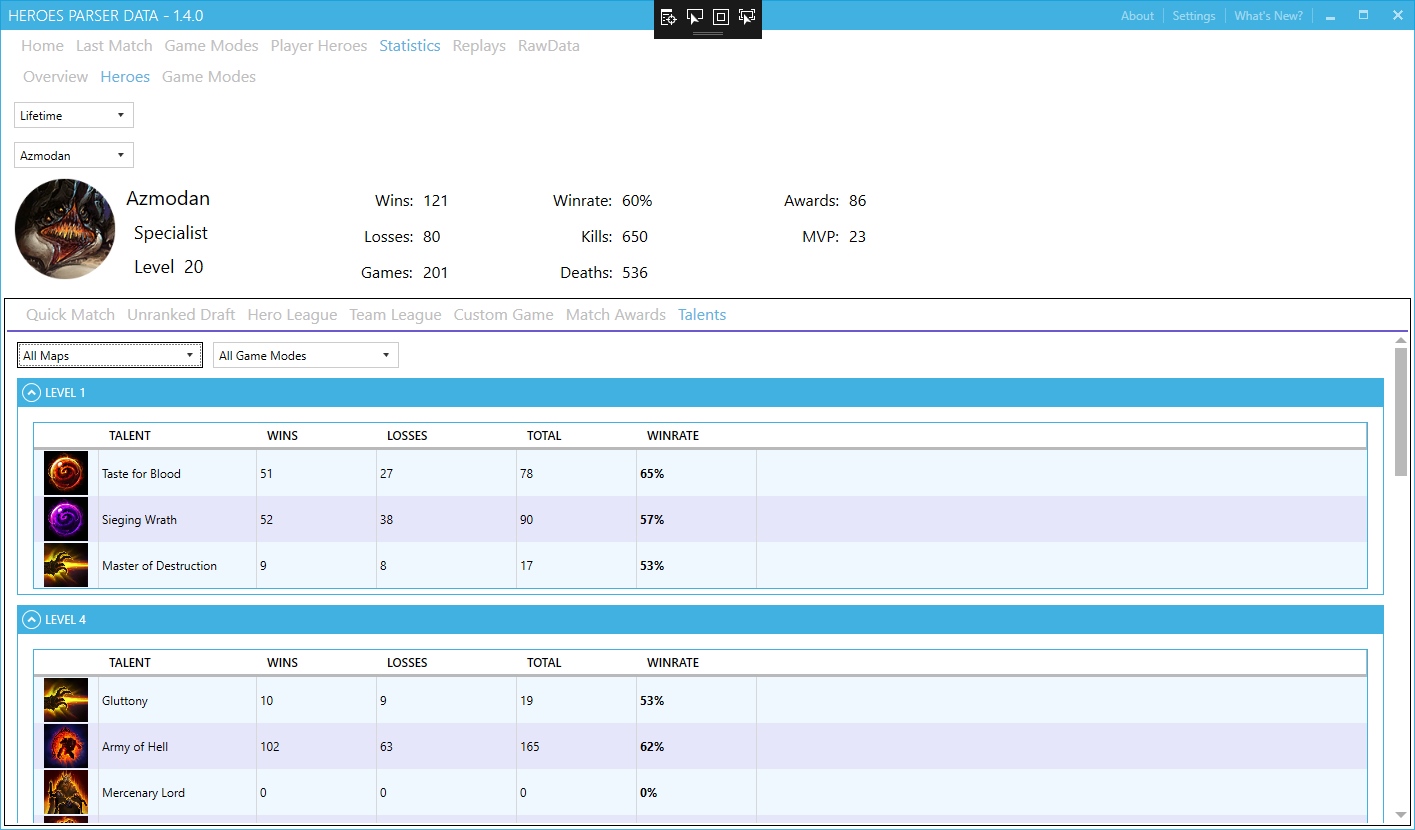 HEROES PARSER DATA - 1.4.0
About Settings What's New?
Home Last Match Game Modes Player Heroes Statistics Replays RawData
Overview Heroes Game Modes
Lifetime
Azmodan
Azmodan Wins: 121 Winrate: 60% Awards: 86
Specialist Losses: 80 Kills: 650 MVP: 23
Level 20 Games: 201 Deaths: 536
Quick Match Unranked Draft Hero League Team League Custom Game Match Awards Talents
All Maps All Game Modes
LEVEL 1
TALENT WINS LOSSES TOTAL WINRATE
Taste for Blood 51 27 78 65%
Sieging Wrath 52 38 90 57%
Master of Destruction 9 8 17 53%
LEVEL 4
TALENT WINS LOSSES TOTAL WINRATE
Gluttony 10 9 19 53%
Army of Hell 102 63 165 62%
Mercenary Lord 0 0 0 0%